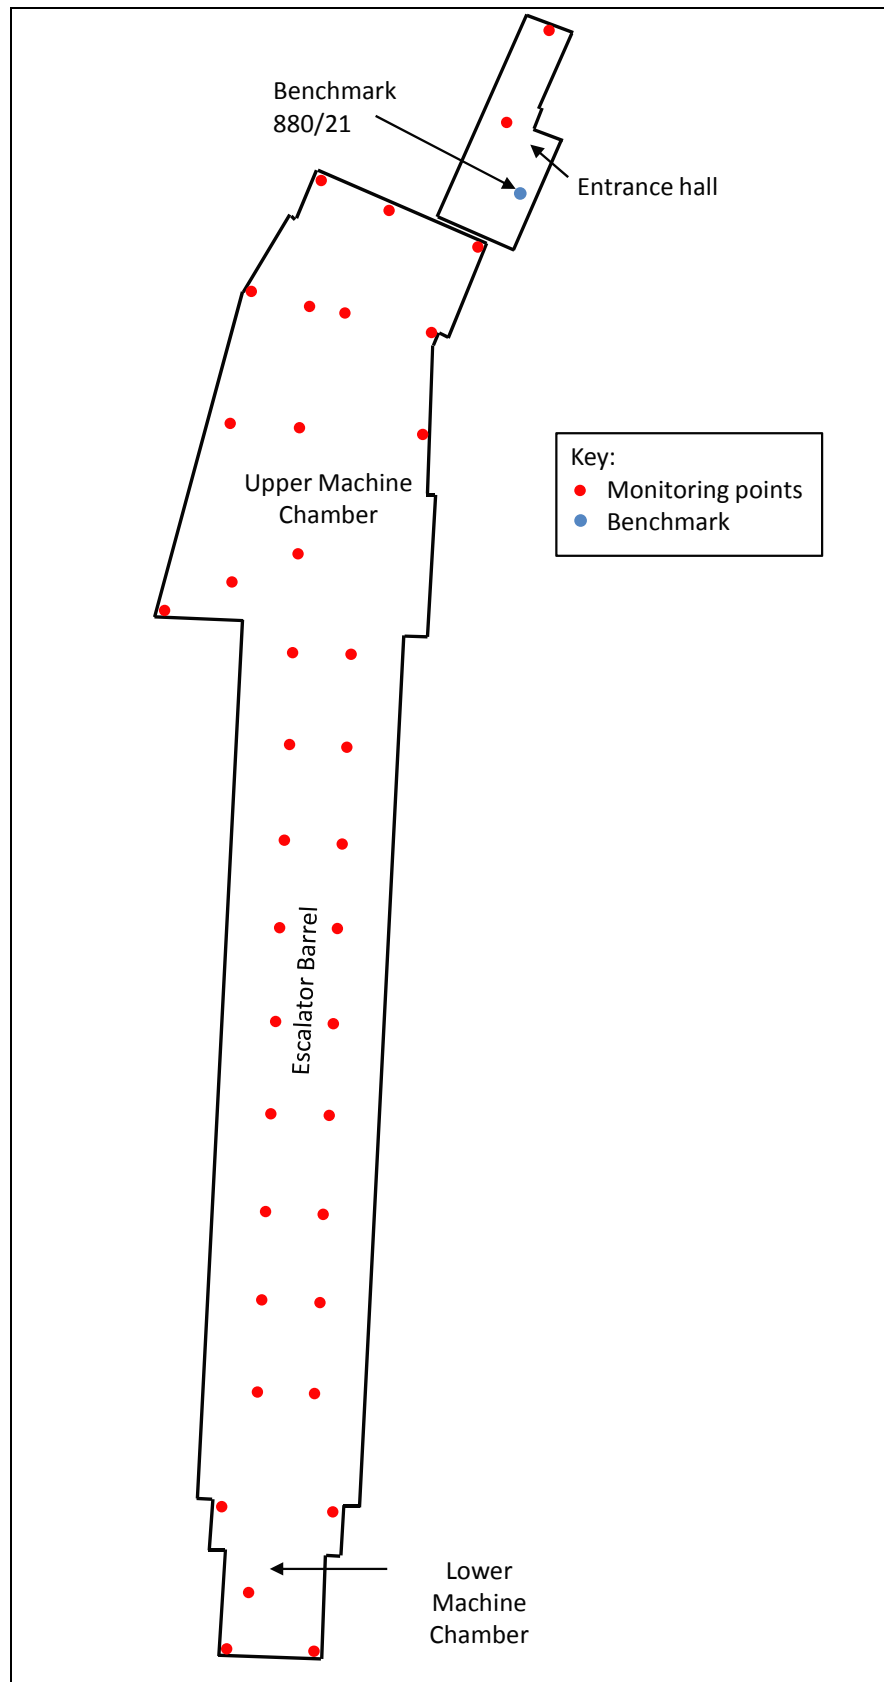 Benchmark
880/21
Entrance hall
Upper Machine
Chamber
Key:
Monitoring points
Benchmark
Escalator Barrel
Lower
Machine
Chamber